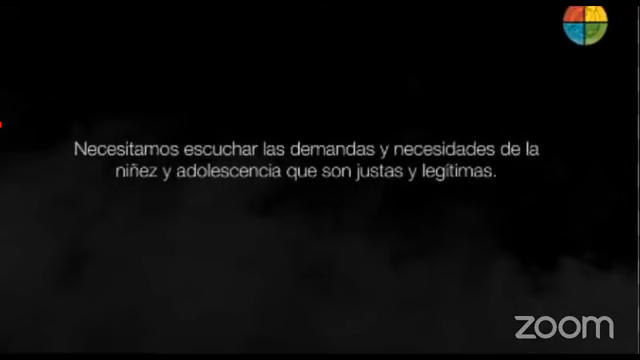 Necesitamos escuchar las demandas y necesidades de la
niñez y adolescencia que son justas y legítimas.
zoom